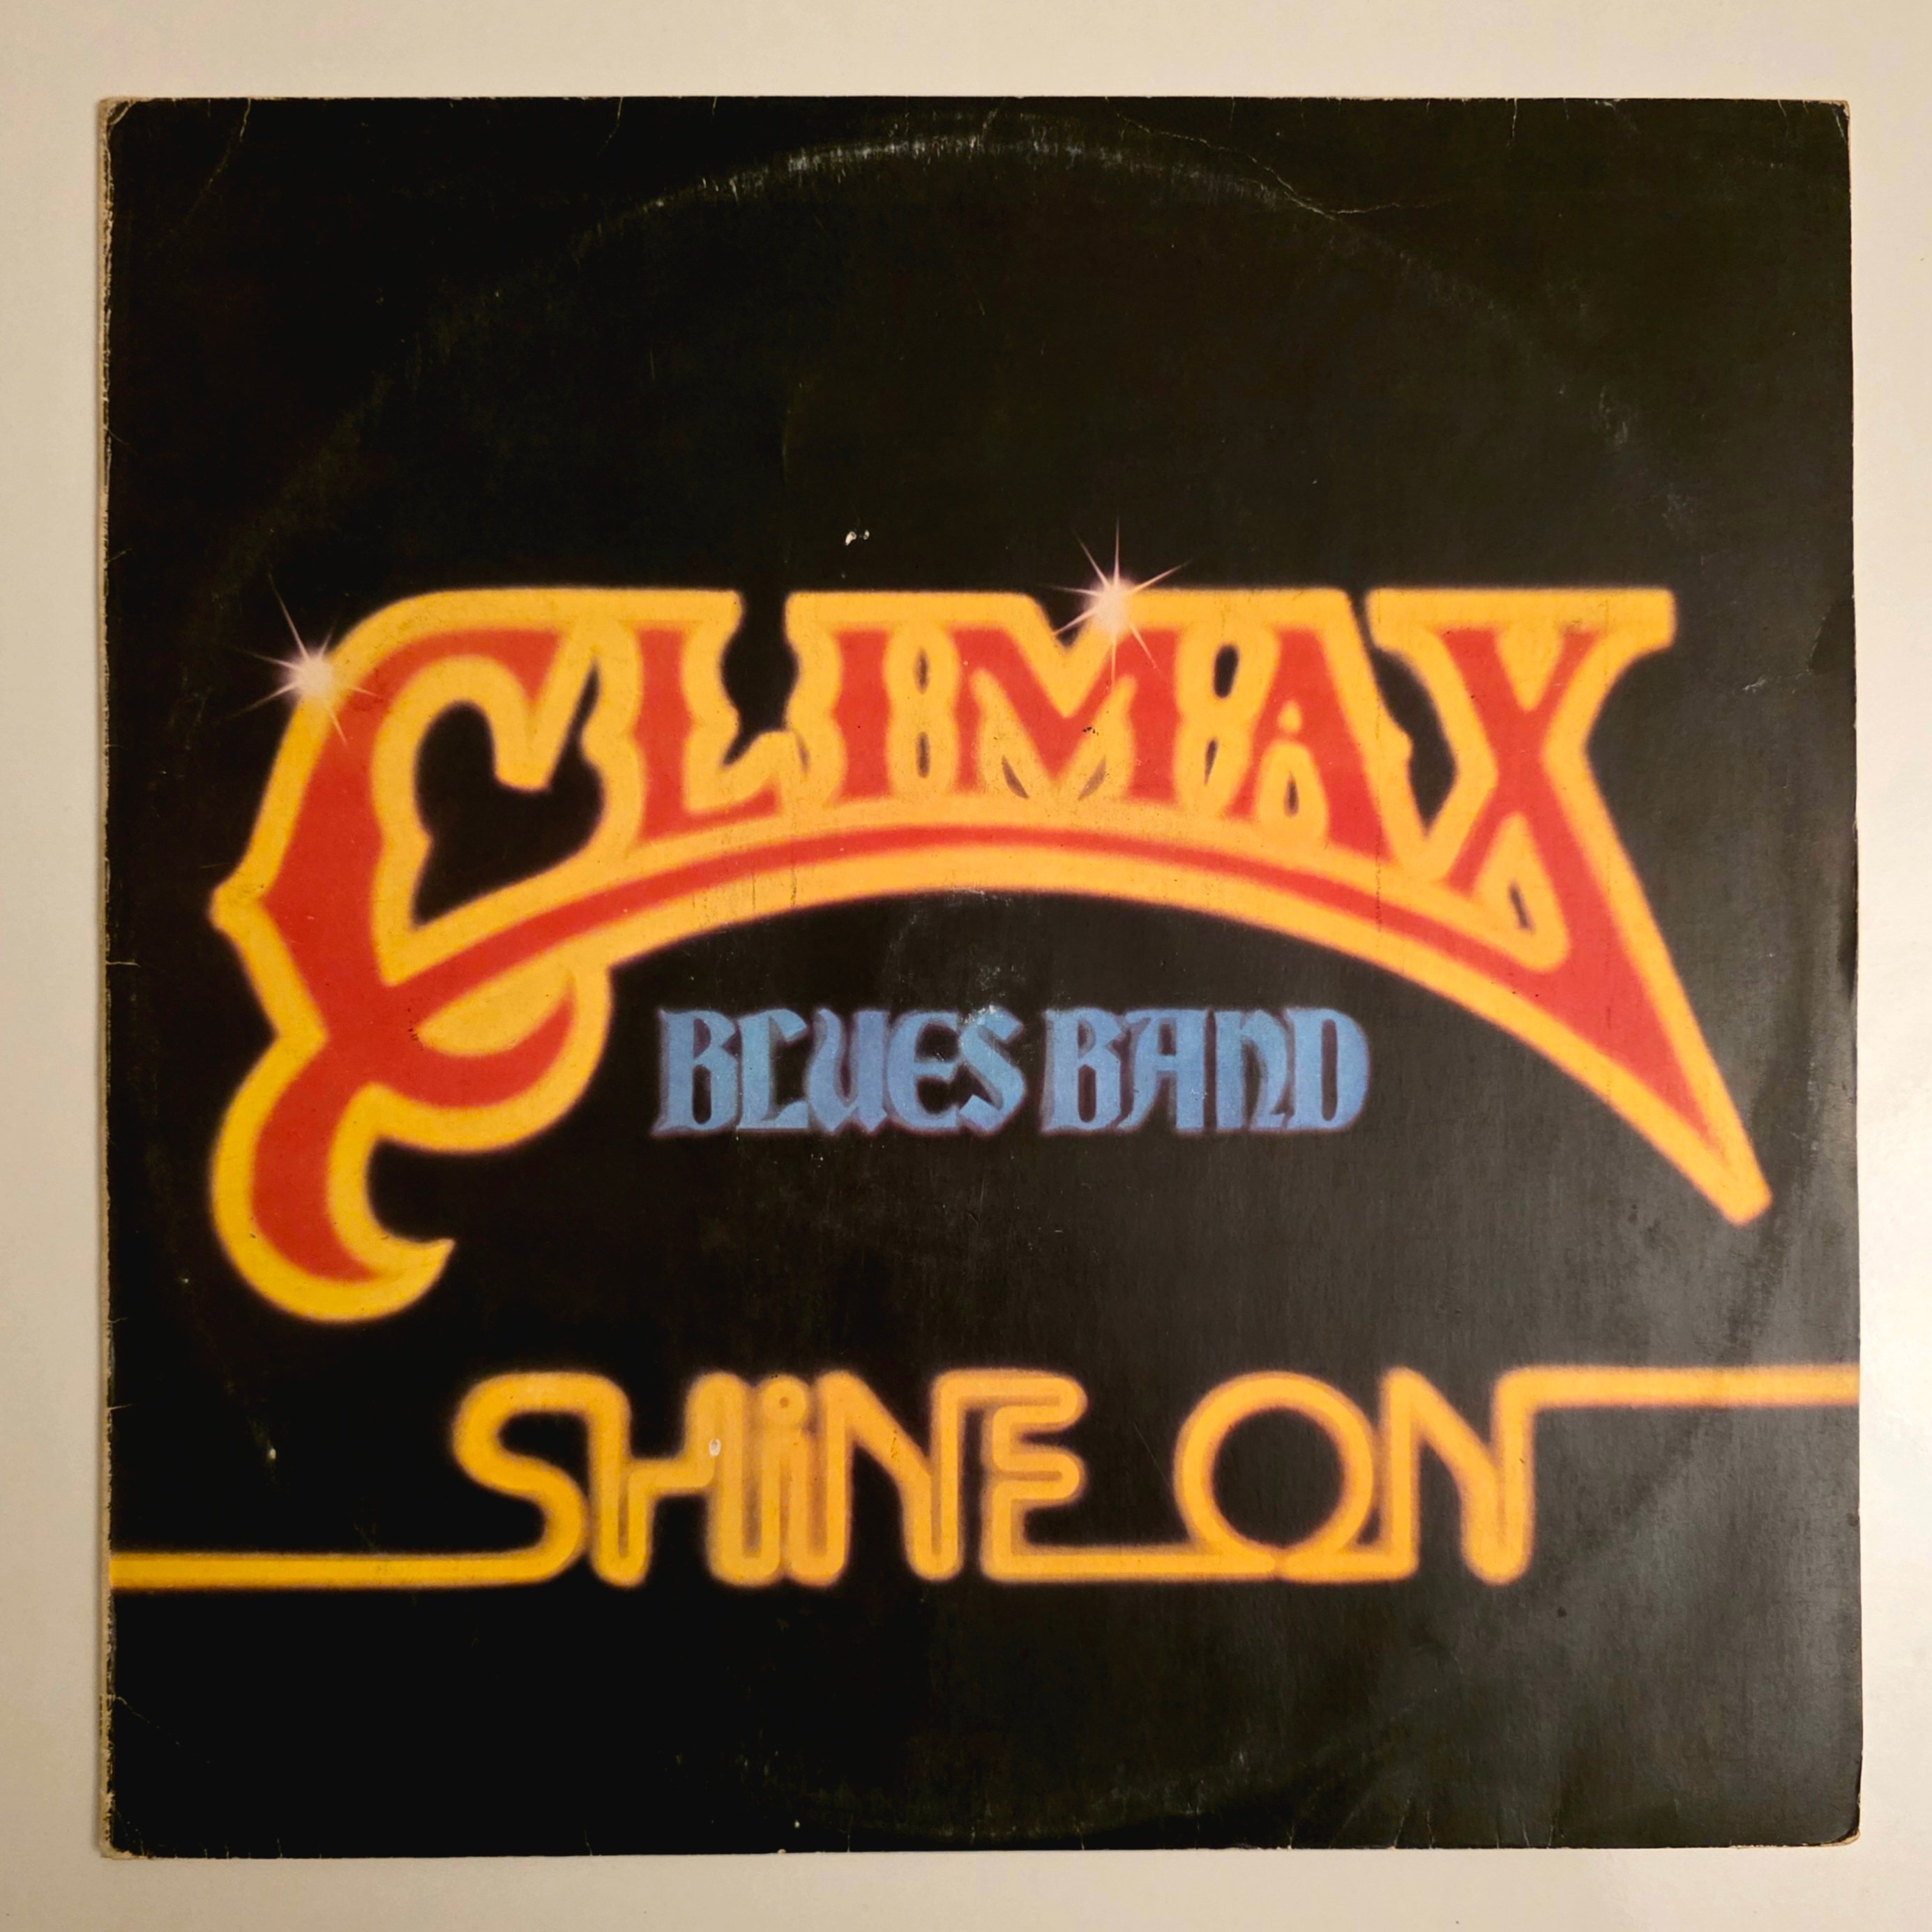 CLIMAX
BLUES BAND
SHiNE ON